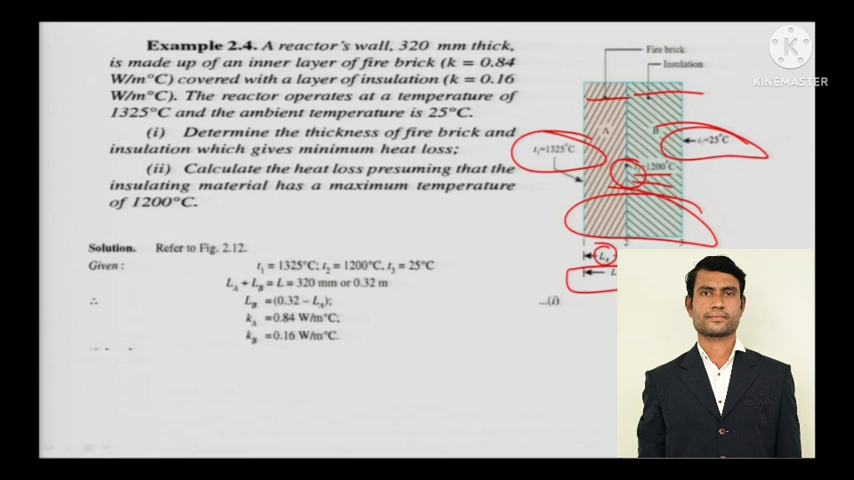 Example 2.4. A reactor's wall, 320 mm thick,
is made up of an inner layer of fire brick (k = 0.84
W/m°C) covered with a layer of insulation (k = 0.16
W/m°C). The reactor operates at a temperature of
1325°C and the ambient temperature is 25°C.
(i) Determine the thickness of fire brick and
insulation which gives minimum heat loss;
(ii) Calculate the heat loss presuming that the
insulating material has a maximum temperature
of 1200°C.
Solution. Refer to Fig. 2.12.
Given : t₁ = 1325°C; t₂ = 1200°C, t₃ = 25°C
L_A + L_B = L = 320 mm or 0.32 m
∴ L_B =(0.32 – L_A); ...(i)
k_A =0.84 W/m°C;
k_B =0.16 W/m°C.
Fire brick
Insulation
A
B
t₁=1325°C
=25°C
=1200°C
1 2 3
L_A
L
K
KINEMASTER